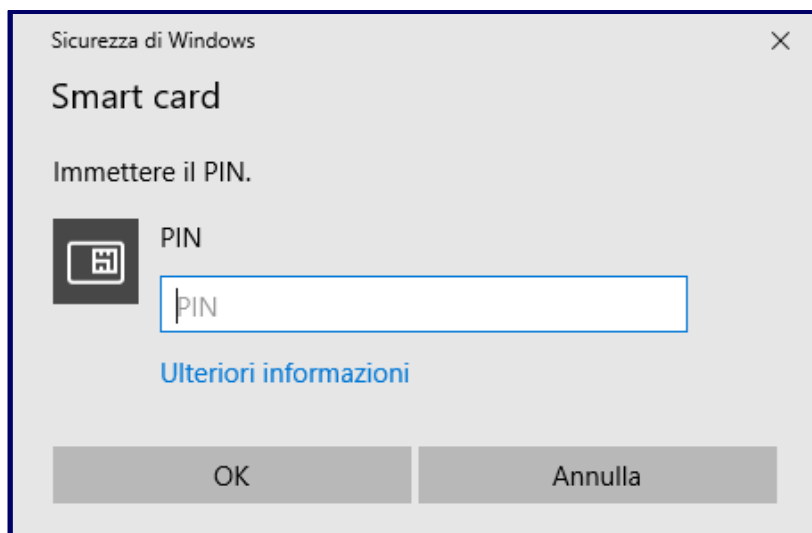 Sicurezza di Windows
Smart card
Immettere il PIN.
PIN
PIN
Ulteriori informazioni
OK
Annulla